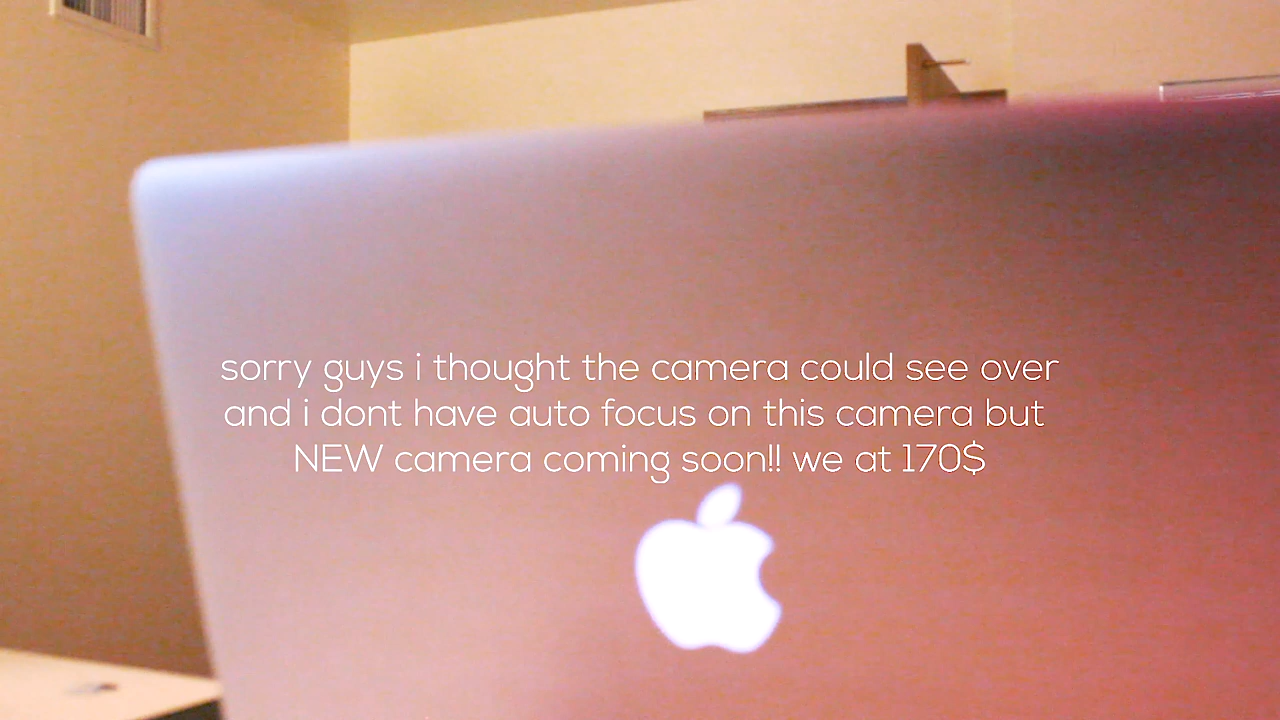 sorry guys i thought the camera could see over
and i dont have auto focus on this camera but
NEW camera coming soon!! we at 170$